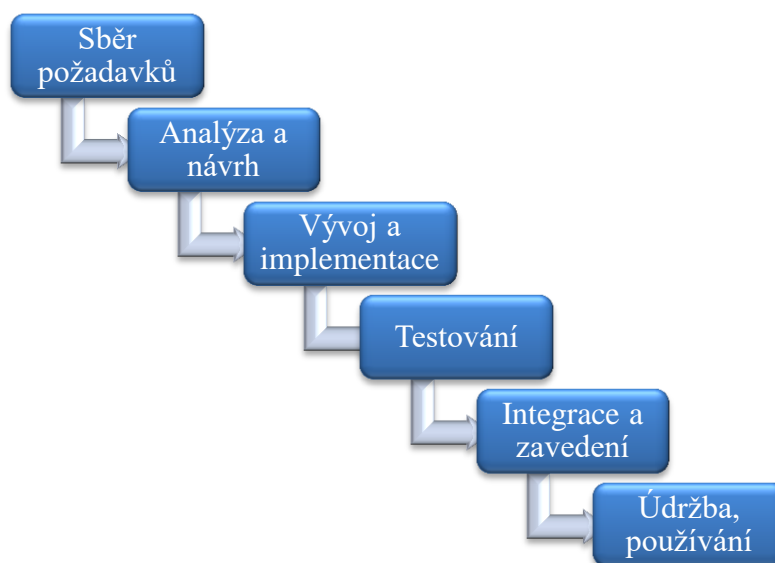 Sběr
požadavků
Analýza a
návrh
Vývoj a
implementace
Testování
Integrace a
zavedení
Údržba,
používání